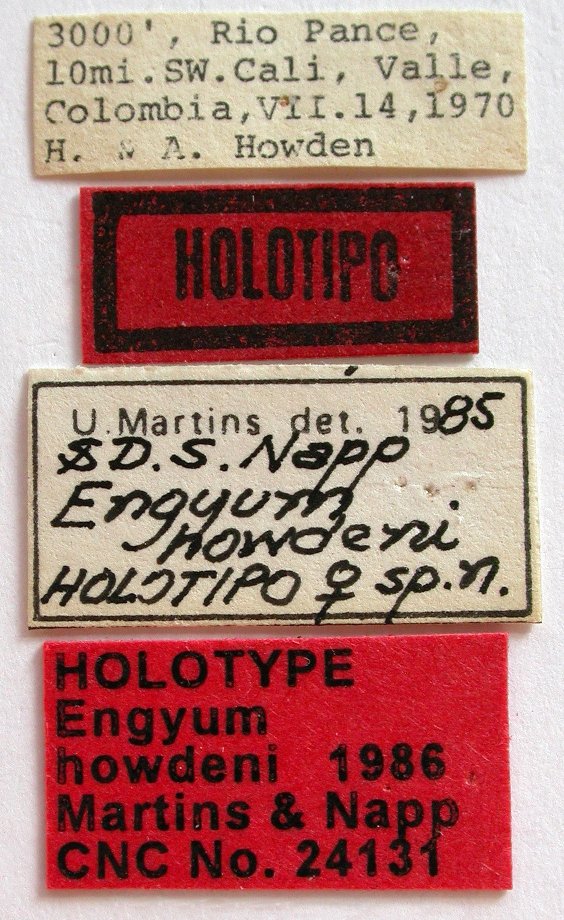 3000', Rio Pance,
10mi.SW.Cali, Valle,
Colombia,VII.14,1970
H. & A. Howden
HOLOTIPO
U.Martins det. 1985
& D.S. Napp
Engyum
howdeni
HOLOTIPO ♀ sp.n.
HOLOTYPE
Engyum
howdeni 1986
Martins & Napp
CNC No. 24131